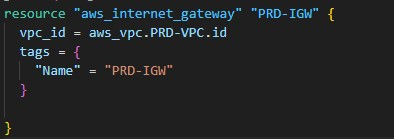 resource "aws_internet_gateway" "PRD-IGW" {
  vpc_id = aws_vpc.PRD-VPC.id
  tags = {
    "Name" = "PRD-IGW"
  }
}